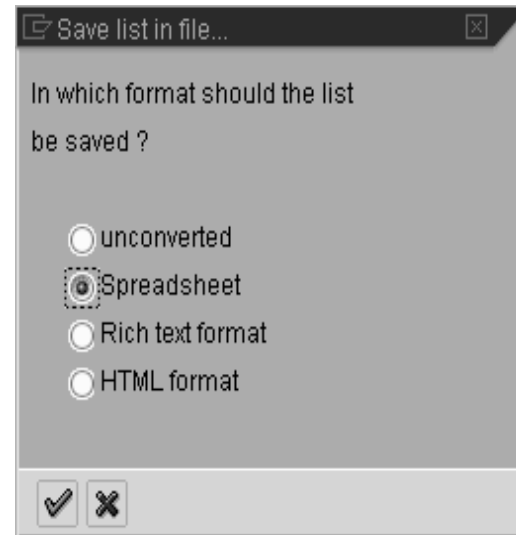 Save list in file...
In which format should the list
be saved ?
unconverted
Spreadsheet
Rich text format
HTML format